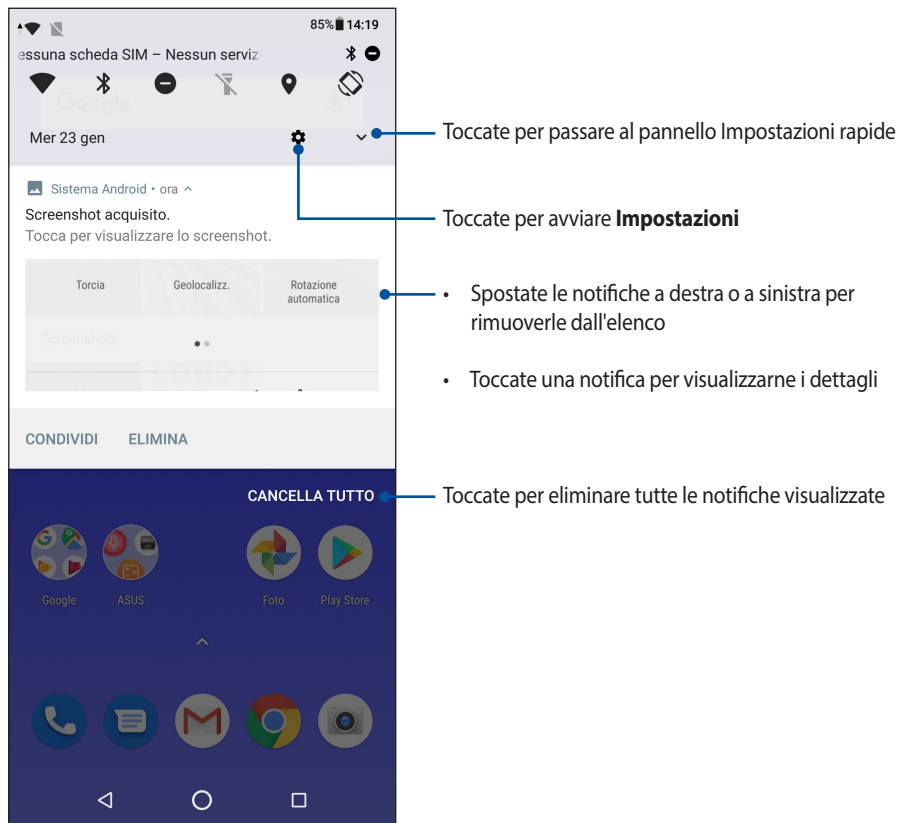 85% 14:19
essuna scheda SIM – Nessun serviz
Google
Mer 23 gen
Toccate per passare al pannello Impostazioni rapide
Sistema Android • ora
Screenshot acquisito.
Tocca per visualizzare lo screenshot.
Toccate per avviare Impostazioni
Torcia
Geolocalizz.
Rotazione
automatica
Screenshots
• Spostate le notifiche a destra o a sinistra per
rimuoverle dall'elenco
• Toccate una notifica per visualizzarne i dettagli
CONDIVIDI ELIMINA
CANCELLA TUTTO
Toccate per eliminare tutte le notifiche visualizzate
Google
ASUS
Foto
Play Store